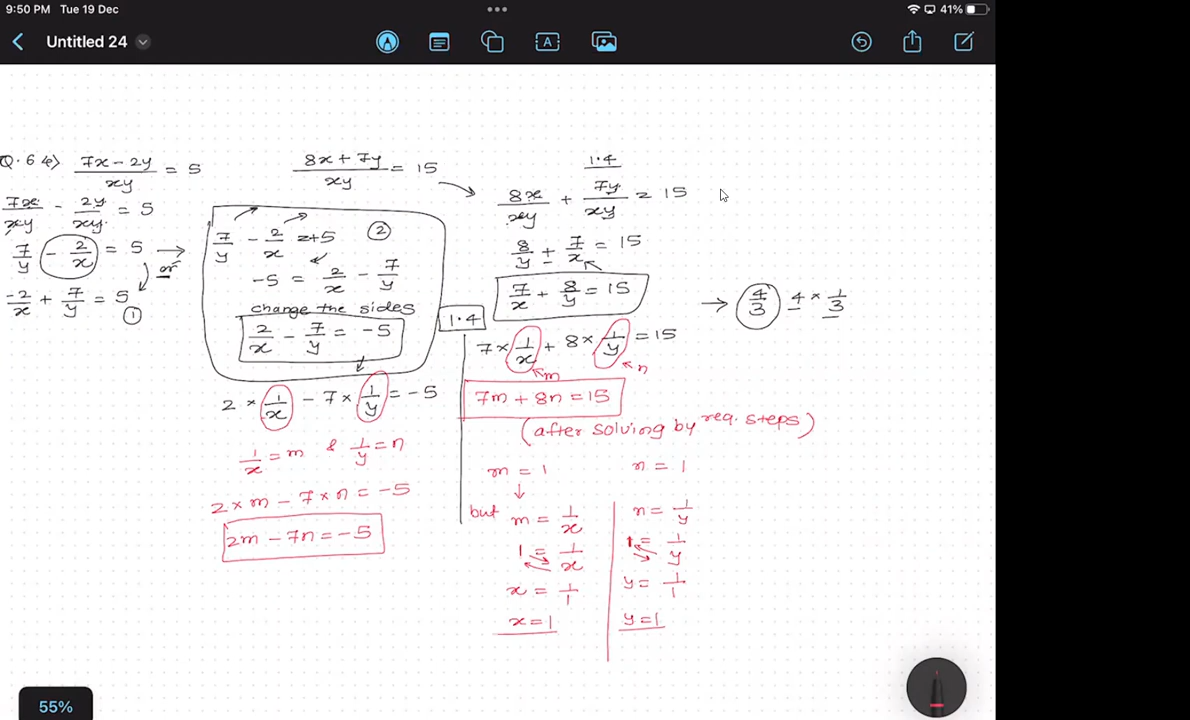 9:50 PM Tue 19 Dec
41%
Untitled 24
Q. 6 4) (7x − 2y)/xy = 5
7x/xy − 2y/xy = 5
7/y − 2/x = 5 → or
−2/x + 7/y = 5 ①
7/y − 2/x = +5 ②
−5 = 2/x − 7/y
change the sides
2/x − 7/y = −5
2 × 1/x − 7 × 1/y = −5
1/x = m & 1/y = n
2 × m − 7 × n = −5
2m − 7n = −5
(8x + 7y)/xy = 15 →
1.4
8x/xy + 7y/xy = 15
8/y + 7/x = 15
7/x + 8/y = 15
1.4
7 × 1/x + 8 × 1/y = 15
m n
7m + 8n = 15
(after solving by req. steps)
m = 1
↓
but m = 1/x
1 = 1/x
x = 1/1
x = 1
n = 1
n = 1/y
1 = 1/y
y = 1/1
y = 1
→ 4/3 4 × 1/3
55%